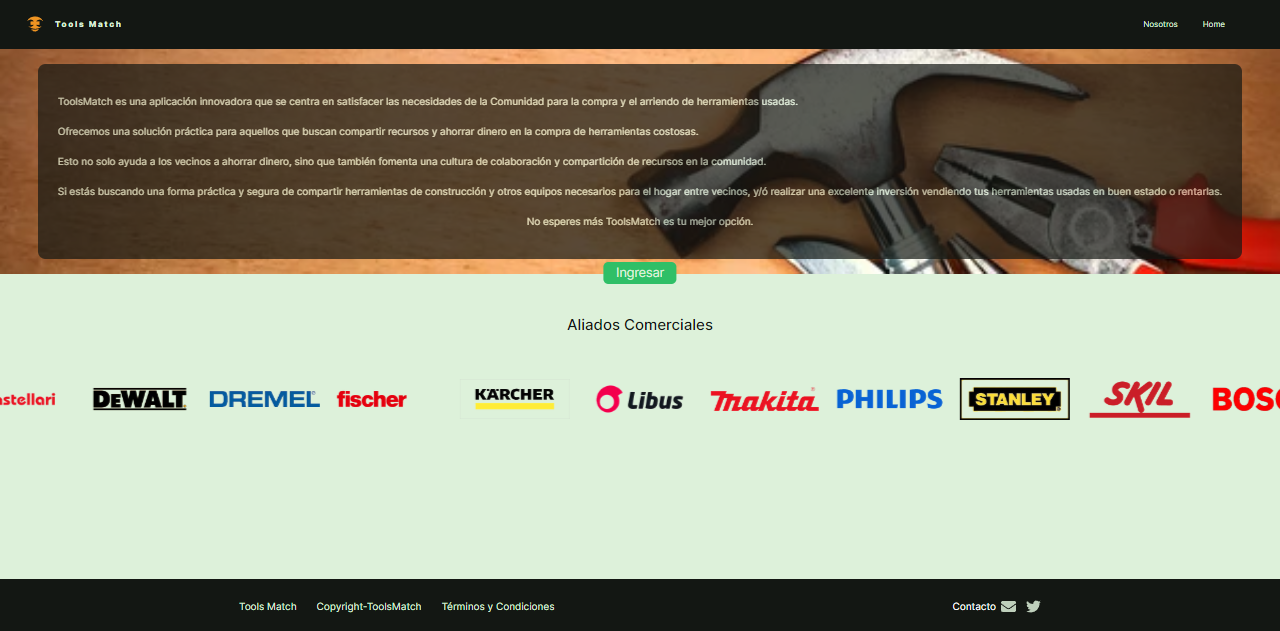 Tools Match
Nosotros
Home
ToolsMatch es una aplicación innovadora que se centra en satisfacer las necesidades de la Comunidad para la compra y el arriendo de herramientas usadas.
Ofrecemos una solución práctica para aquellos que buscan compartir recursos y ahorrar dinero en la compra de herramientas costosas.
Esto no solo ayuda a los vecinos a ahorrar dinero, sino que también fomenta una cultura de colaboración y compartición de recursos en la comunidad.
Si estás buscando una forma práctica y segura de compartir herramientas de construcción y otros equipos necesarios para el hogar entre vecinos, y/ó realizar una excelente inversión vendiendo tus herramientas usadas en buen estado o rentarlas.
No esperes más ToolsMatch es tu mejor opción.
Ingresar
Aliados Comerciales
DEWALT
DREMEL
fischer
KÄRCHER
Libus
makita
PHILIPS
STANLEY
SKIL
Tools Match
Copyright-ToolsMatch
Términos y Condiciones
Contacto